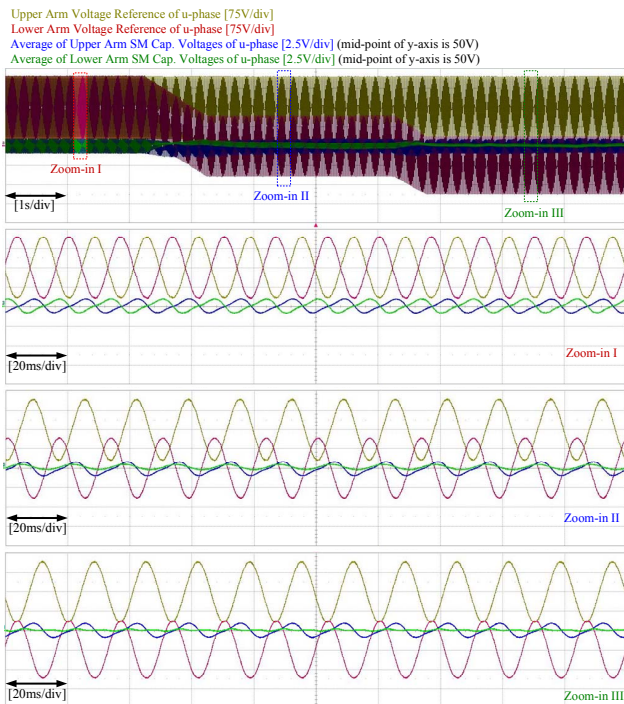 Upper Arm Voltage Reference of u-phase [75V/div]
Lower Arm Voltage Reference of u-phase [75V/div]
Average of Upper Arm SM Cap. Voltages of u-phase [2.5V/div] (mid-point of y-axis is 50V)
Average of Lower Arm SM Cap. Voltages of u-phase [2.5V/div] (mid-point of y-axis is 50V)
Zoom-in I
Zoom-in II
Zoom-in III
[1s/div]
Zoom-in I
[20ms/div]
Zoom-in II
[20ms/div]
Zoom-in III
[20ms/div]